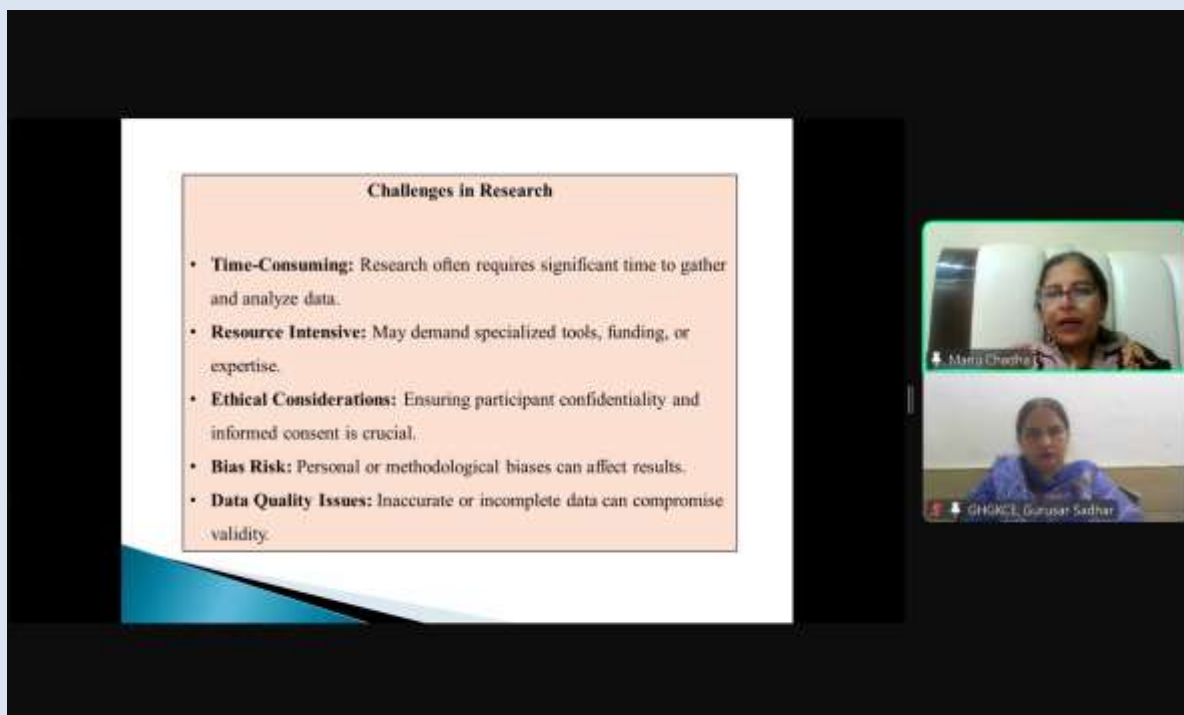 Challenges in Research
• Time-Consuming: Research often requires significant time to gather
and analyze data.
• Resource Intensive: May demand specialized tools, funding, or
expertise.
• Ethical Considerations: Ensuring participant confidentiality and
informed consent is crucial.
• Bias Risk: Personal or methodological biases can affect results.
• Data Quality Issues: Inaccurate or incomplete data can compromise
validity.
Manu Chadha
GHGKCE, Gurusar Sadhar